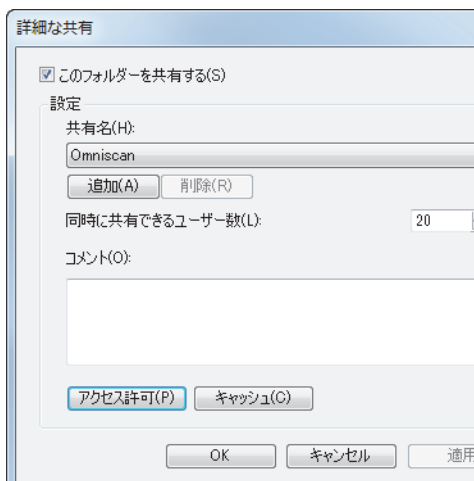 詳細な共有
このフォルダーを共有する(S)
設定
共有名(H):
Omniscan
追加(A) 削除(R)
同時に共有できるユーザー数(L): 20
コメント(O):
アクセス許可(P) キャッシュ(C)
OK キャンセル 適用